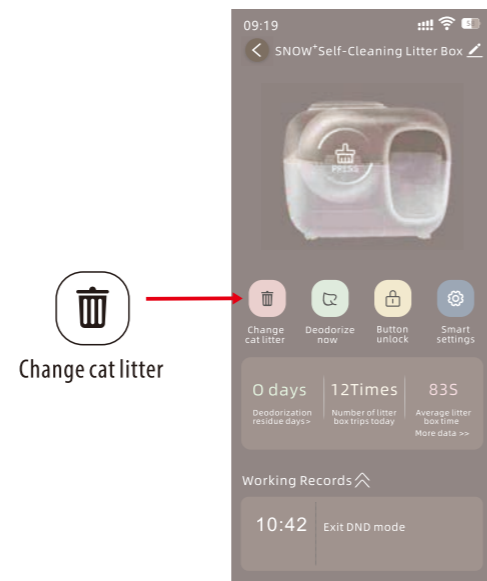 09:19
SNOW⁺Self-Cleaning Litter Box
PRESS
Change cat litter
Change
cat litter
Deodorize
now
Button
unlock
Smart
settings
0 days
Deodorization
residue days>
12Times
Number of litter
box trips today
83S
Average litter
box time
More data >>
Working Records
10:42
Exit DND mode